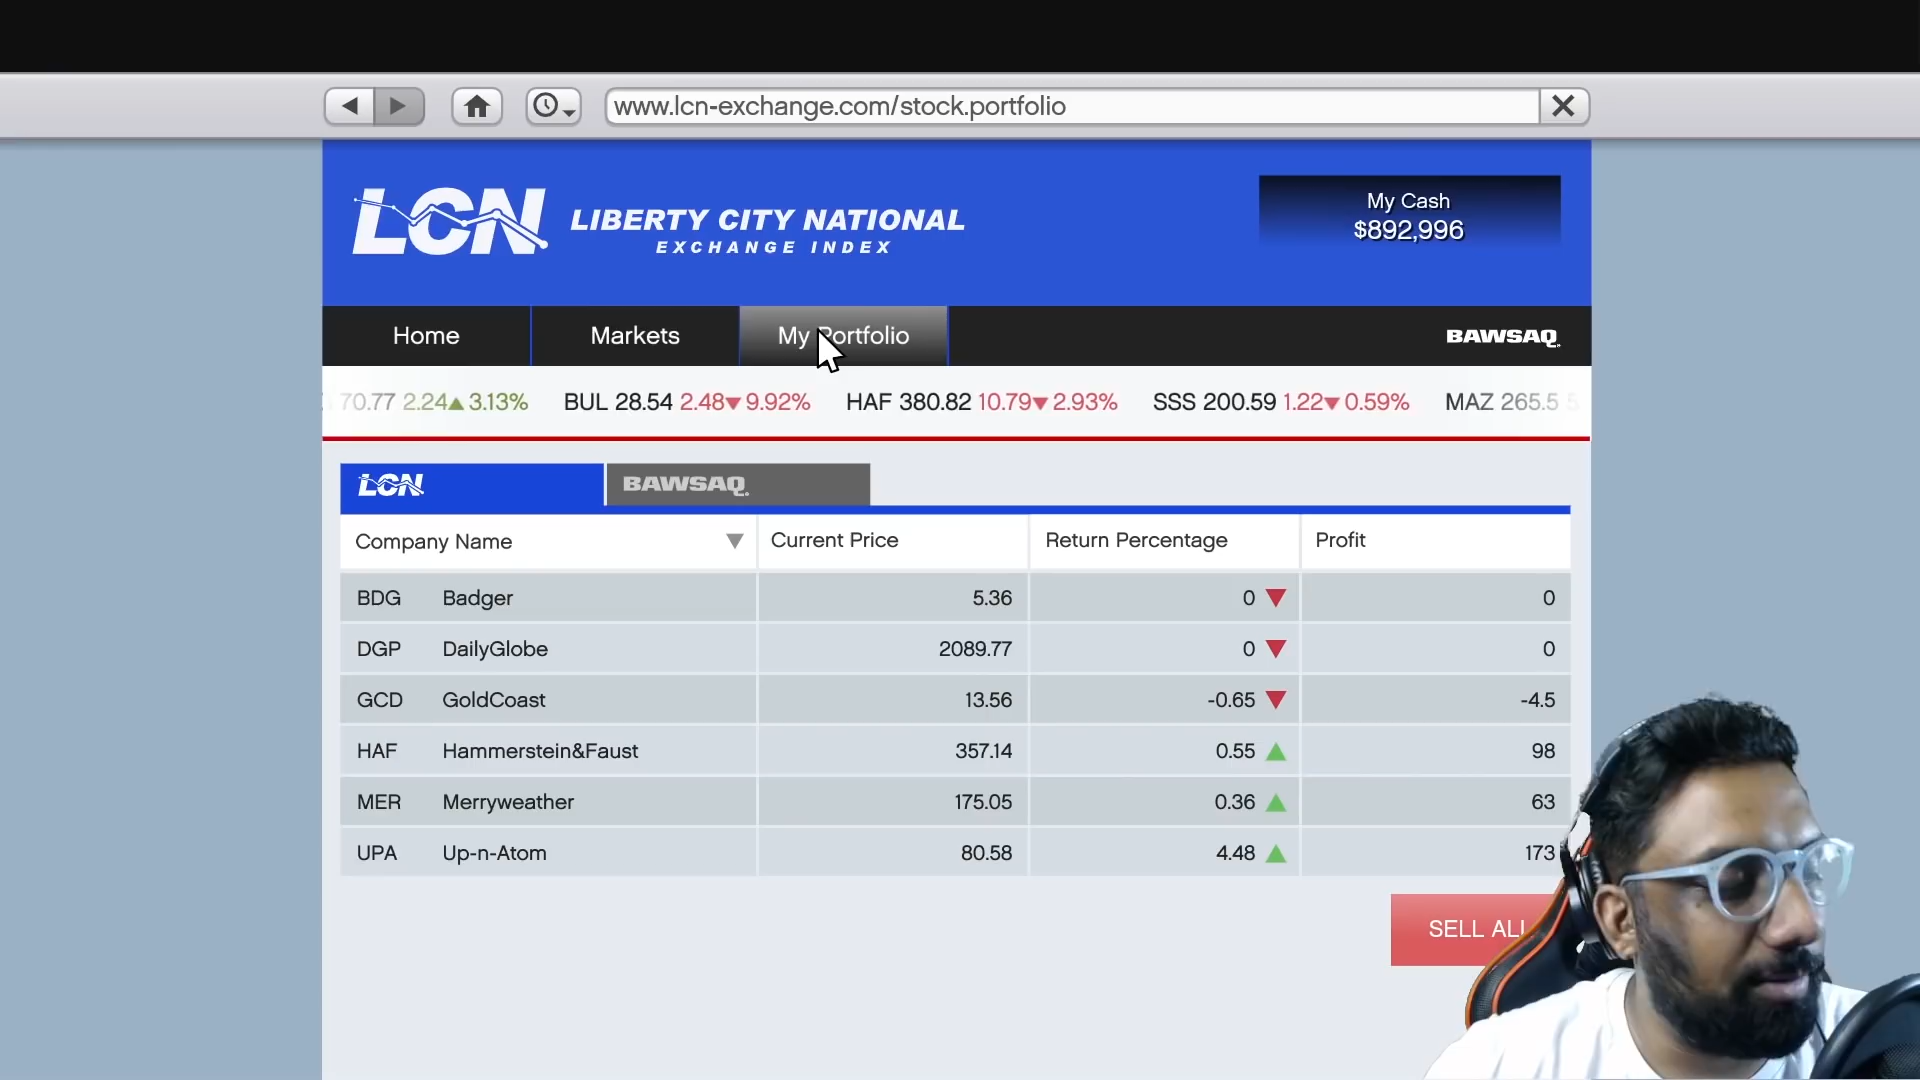 www.lcn-exchange.com/stock.portfolio
LCN LIBERTY CITY NATIONAL
EXCHANGE INDEX
My Cash
$892,996
Home Markets My Portfolio BAWSAQ
70.77 2.24▲3.13% BUL 28.54 2.48▼9.92% HAF 380.82 10.79▼2.93% SSS 200.59 1.22▼0.59% MAZ 265.5
LCN BAWSAQ
Company Name Current Price Return Percentage Profit
BDG Badger 5.36 0 0
DGP DailyGlobe 2089.77 0 0
GCD GoldCoast 13.56 -0.65 -4.5
HAF Hammerstein&Faust 357.14 0.55 98
MER Merryweather 175.05 0.36 63
UPA Up-n-Atom 80.58 4.48 173
SELL ALL